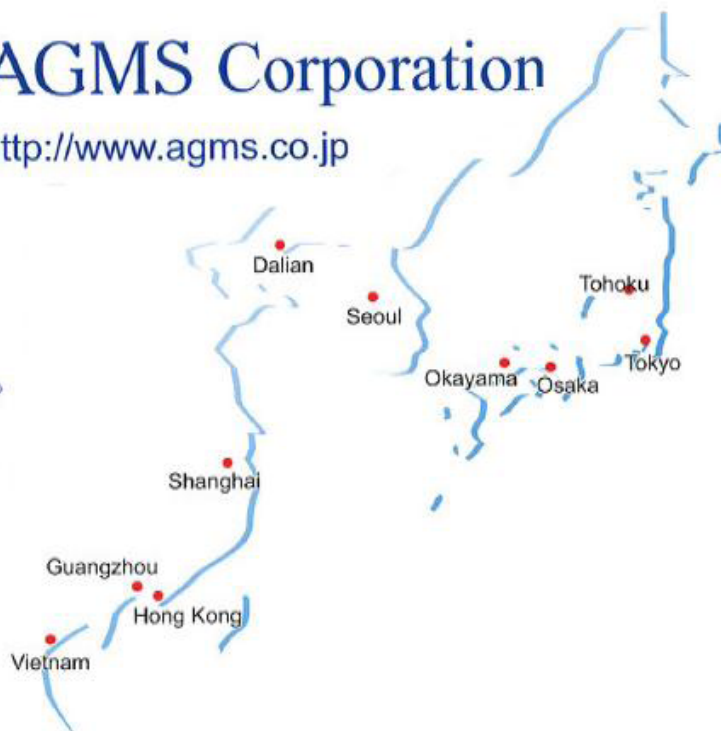 AGMS Corporation
ttp://www.agms.co.jp
Dalian
Tohoku
Seoul
Tokyo
Okayama
Osaka
Shanghai
Guangzhou
Hong Kong
Vietnam